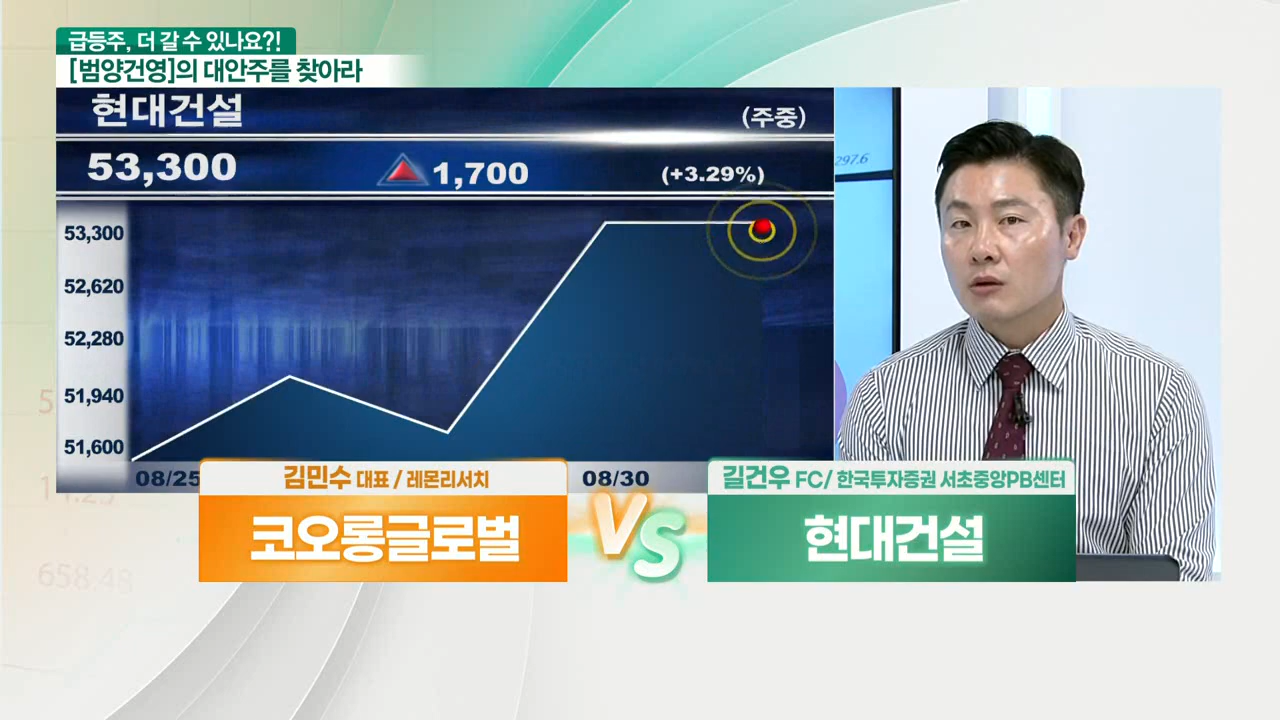 급등주, 더 갈 수 있나요?!
[범양건영]의 대안주를 찾아라
현대건설 (주중)
53,300 1,700 (+3.29%)
297.6
53,300
52,620
52,280
51,940
51,600
08/25 08/30
김민수 대표 / 레몬리서치
코오롱글로벌
VS
길건우 FC/ 한국투자증권 서초중앙PB센터
현대건설
658.48